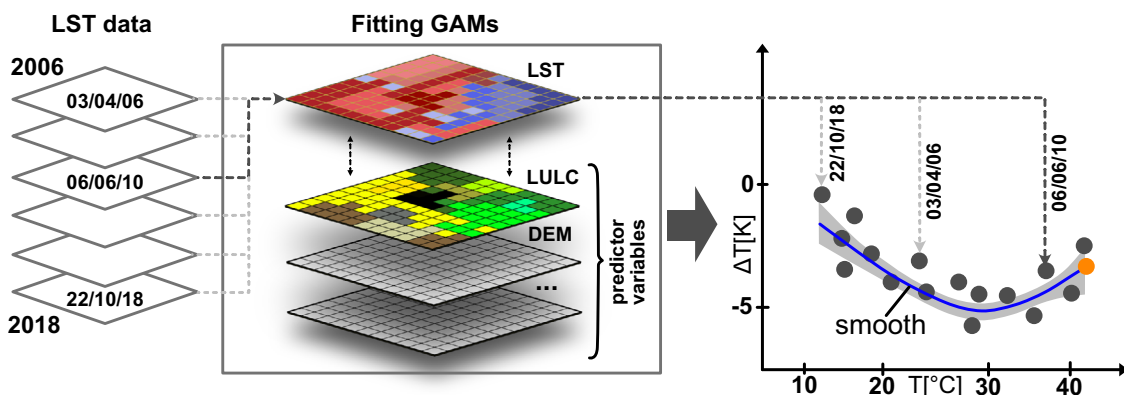 LST data
2006
03/04/06
06/06/10
22/10/18
2018
Fitting GAMs
LST
LULC
DEM
...
predictor
variables
22/10/18
03/04/06
06/06/10
0
-5
ΔT[K]
smooth
10
20
T[°C]
30
40